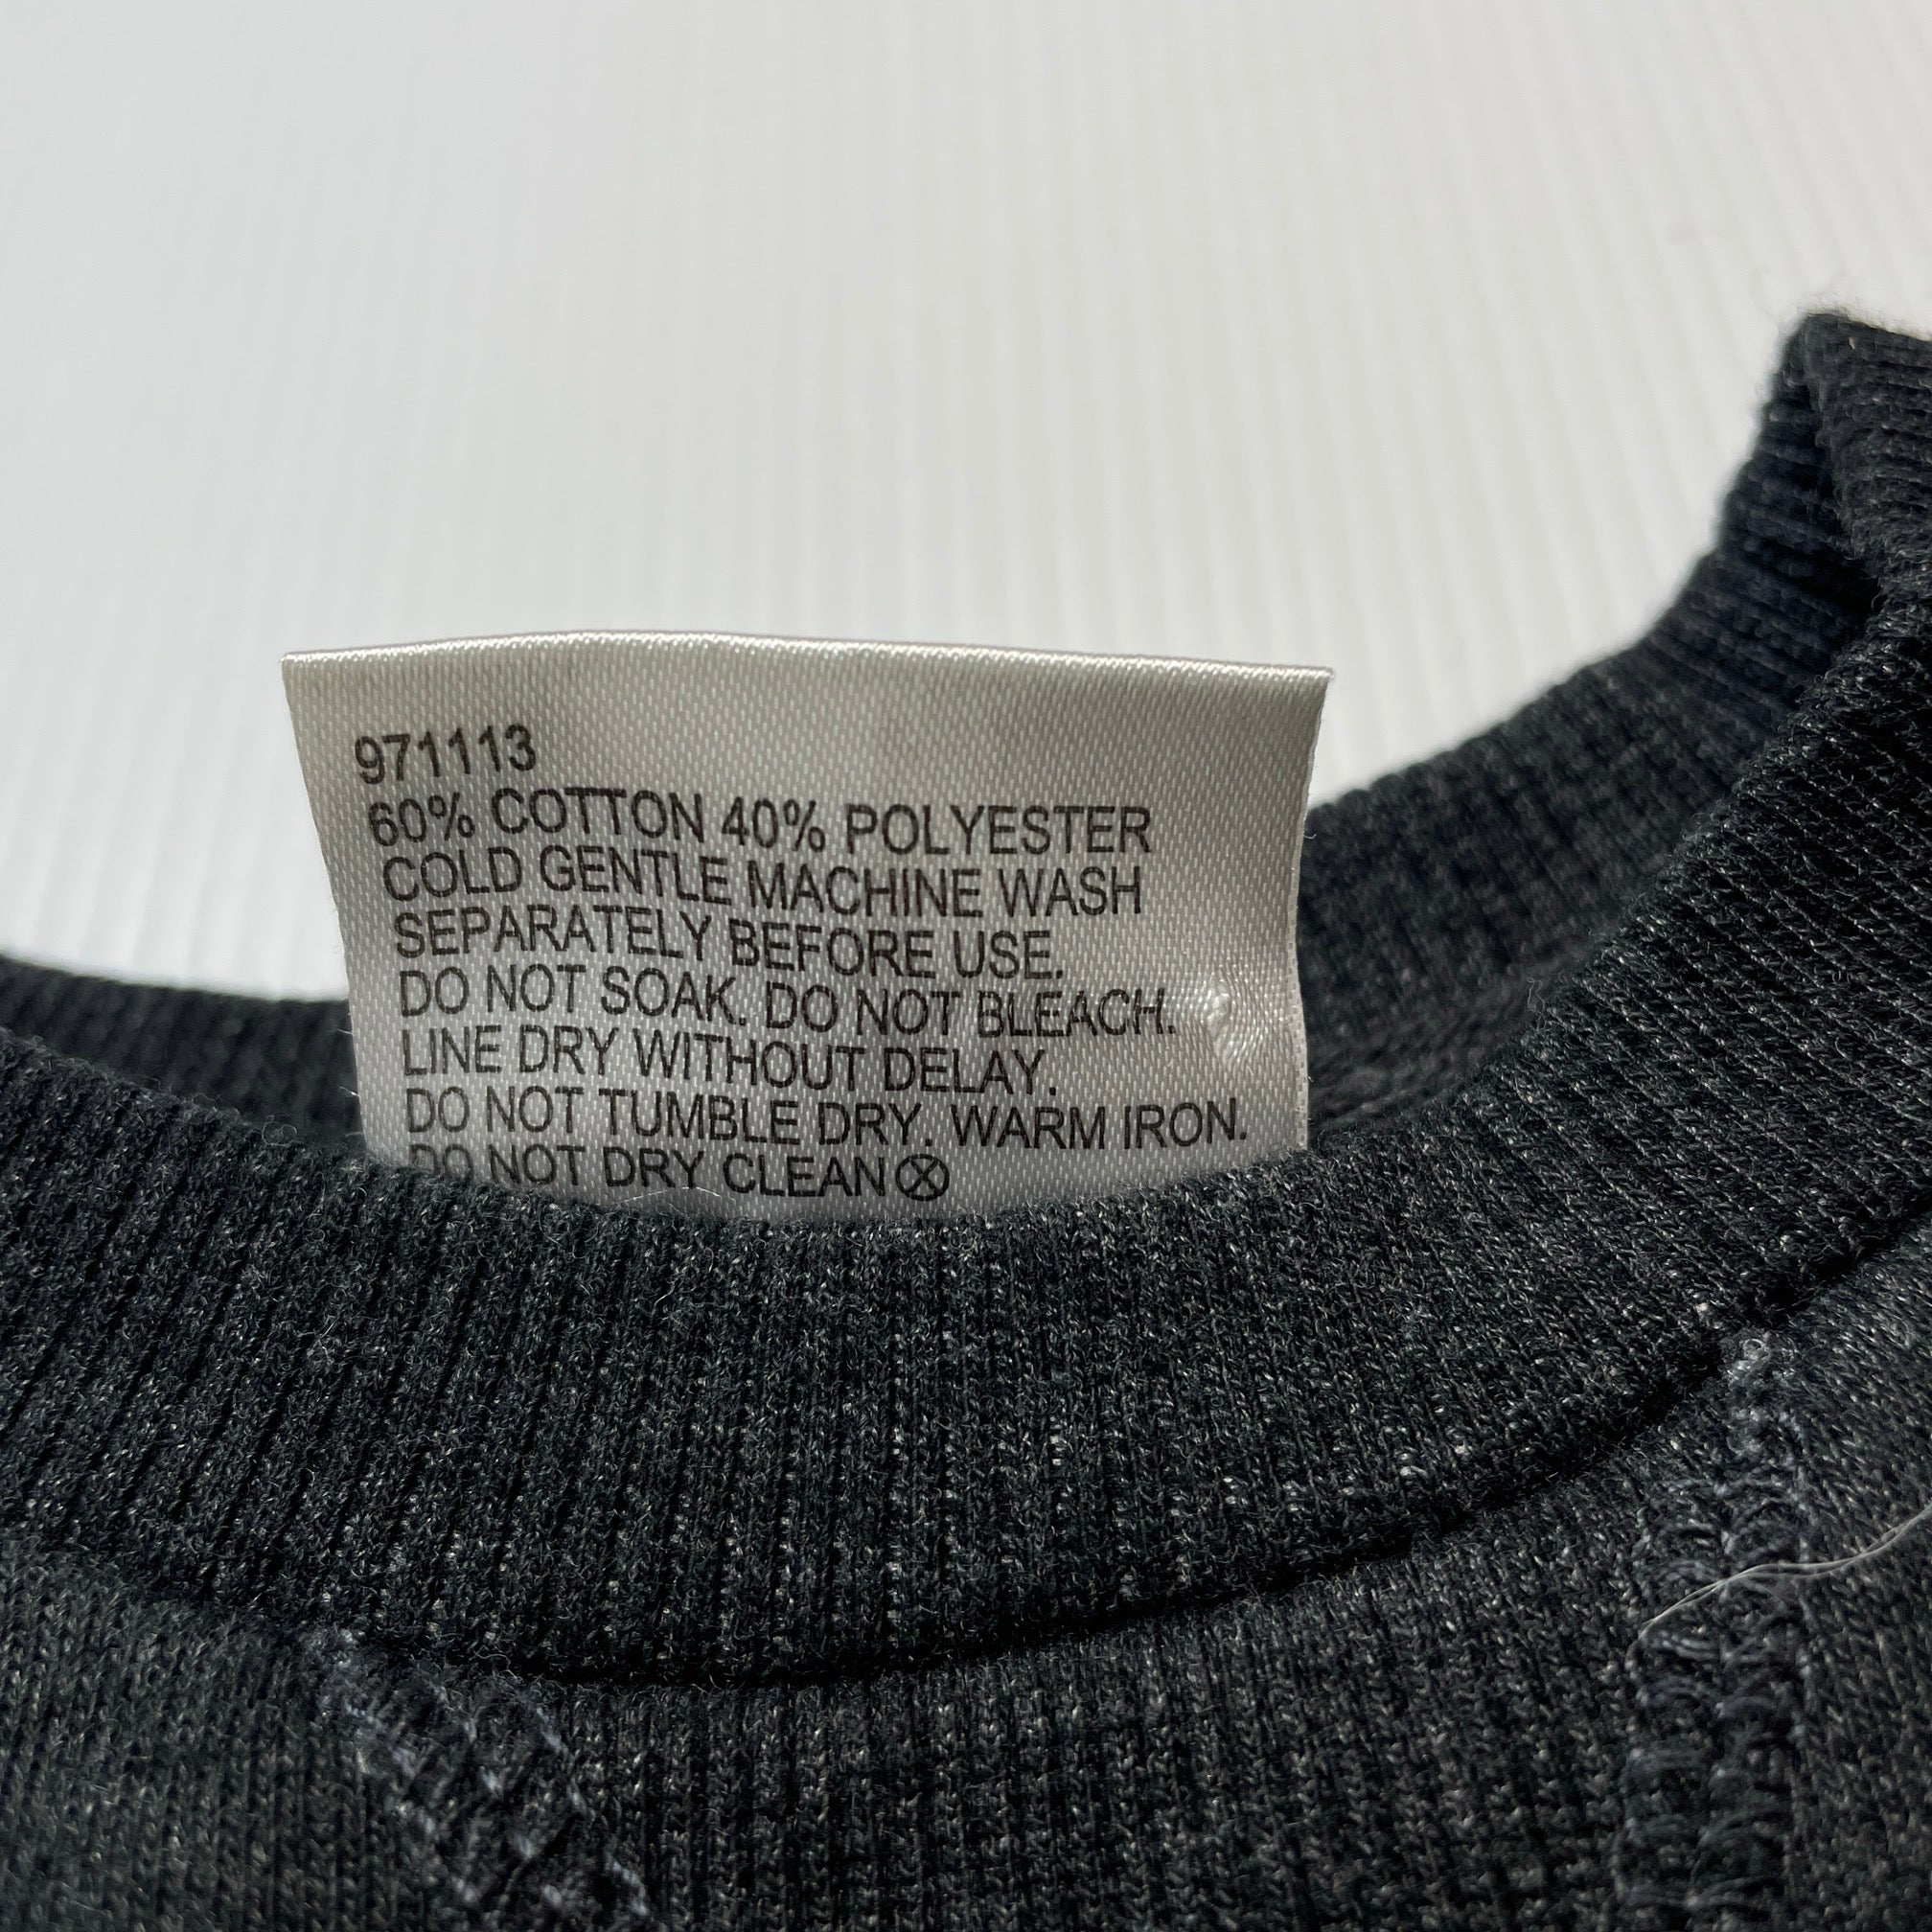 971113
60% COTTON 40% POLYESTER
COLD GENTLE MACHINE WASH
SEPARATELY BEFORE USE.
DO NOT SOAK. DO NOT BLEACH.
LINE DRY WITHOUT DELAY.
DO NOT TUMBLE DRY. WARM IRON.
DO NOT DRY CLEAN